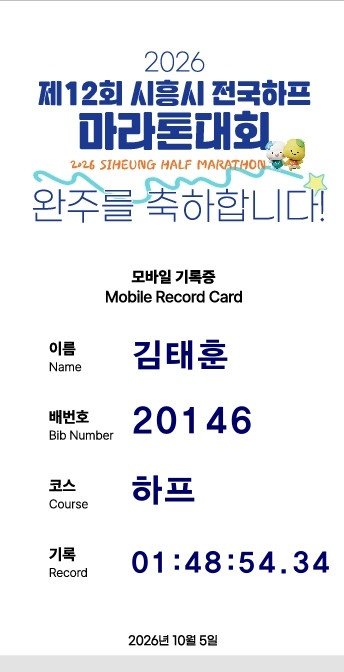 2026
제12회 시흥시 전국하프
마라톤대회
2026 SIHEUNG HALF MARATHON
완주를 축하합니다!
모바일 기록증
Mobile Record Card
이름
Name
김태훈
배번호
Bib Number
20146
코스
Course
하프
기록
Record
01:48:54.34
2026년 10월 5일